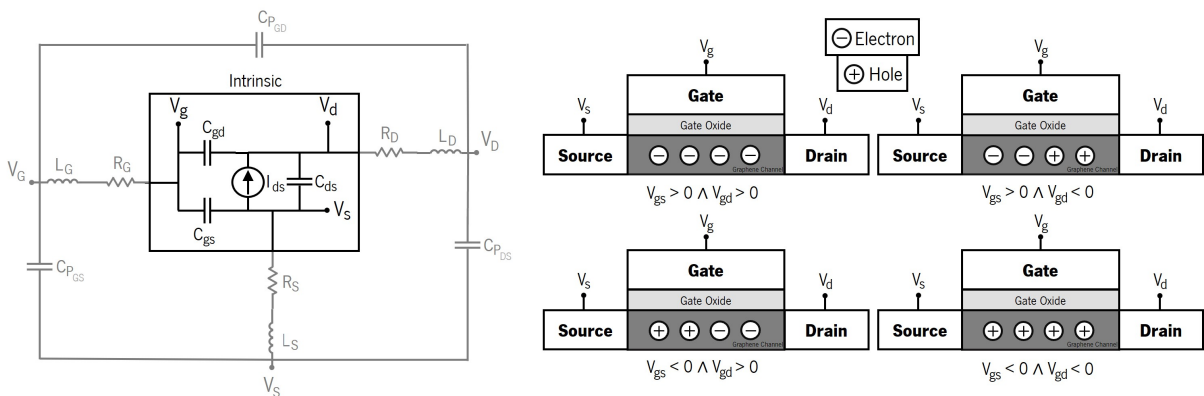 C_PGD
Intrinsic
V_g
V_d
C_gd
R_D
L_D
V_D
V_G
L_G
R_G
I_ds
C_ds
V_s
C_gs
C_PGS
C_PDS
R_S
L_S
V_S
− Electron
+ Hole
V_g
V_s
Gate
V_d
Gate Oxide
Source
− − − −
Drain
Graphene Channel
V_gs > 0 ∧ V_gd > 0
V_g
V_s
Gate
V_d
Gate Oxide
Source
− − + +
Drain
Graphene Channel
V_gs > 0 ∧ V_gd < 0
V_g
V_s
Gate
V_d
Gate Oxide
Source
+ + − −
Drain
Graphene Channel
V_gs < 0 ∧ V_gd > 0
V_g
V_s
Gate
V_d
Gate Oxide
Source
+ + + +
Drain
Graphene Channel
V_gs < 0 ∧ V_gd < 0